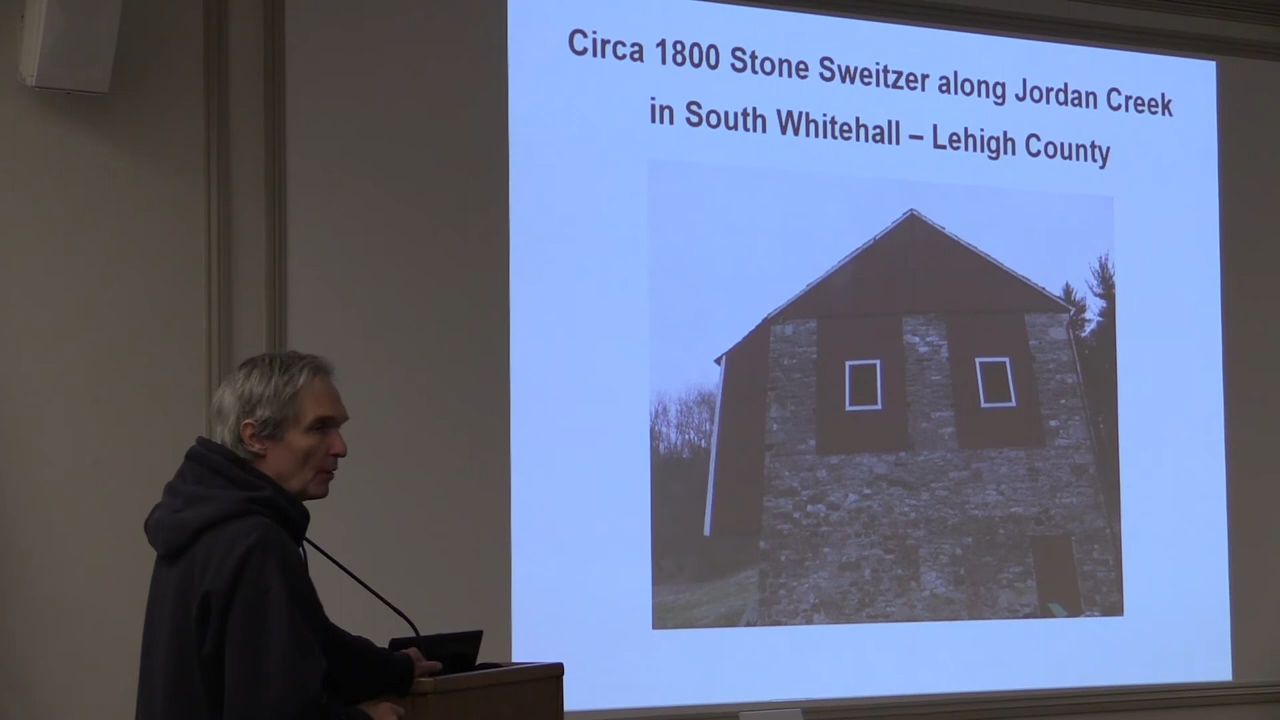 Circa 1800 Stone Sweitzer along Jordan Creek
in South Whitehall – Lehigh County